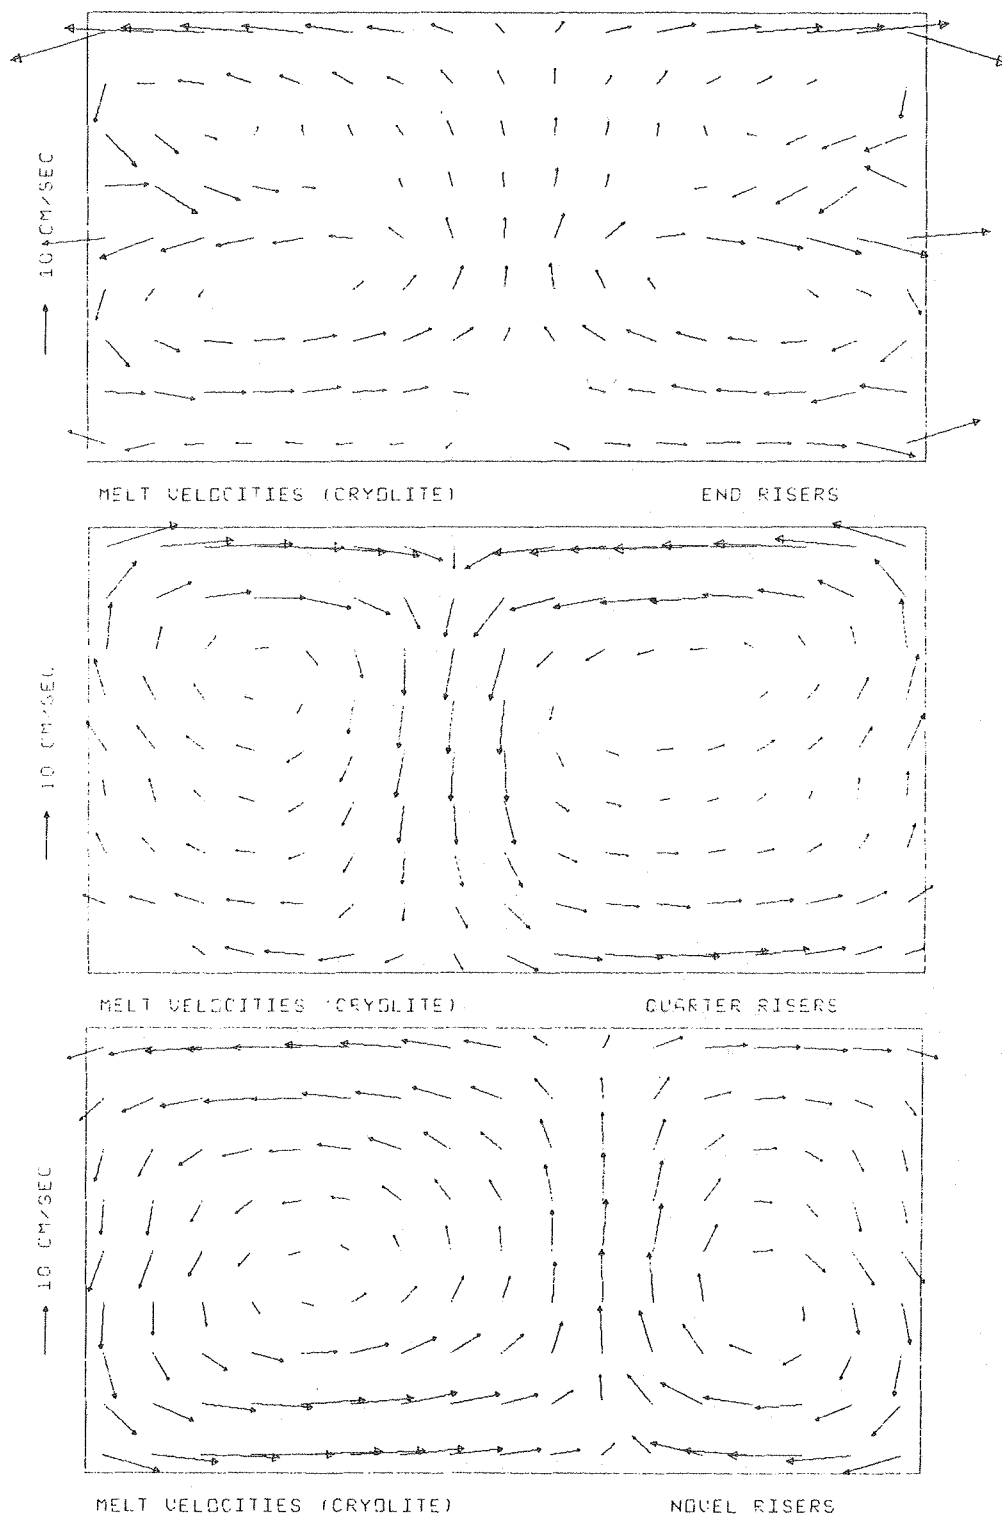 10 CM/SEC
MELT VELOCITIES (CRYOLITE) END RISERS
10 CM/SEC
MELT VELOCITIES (CRYOLITE) QUARTER RISERS
10 CM/SEC
MELT VELOCITIES (CRYOLITE) NOVEL RISERS